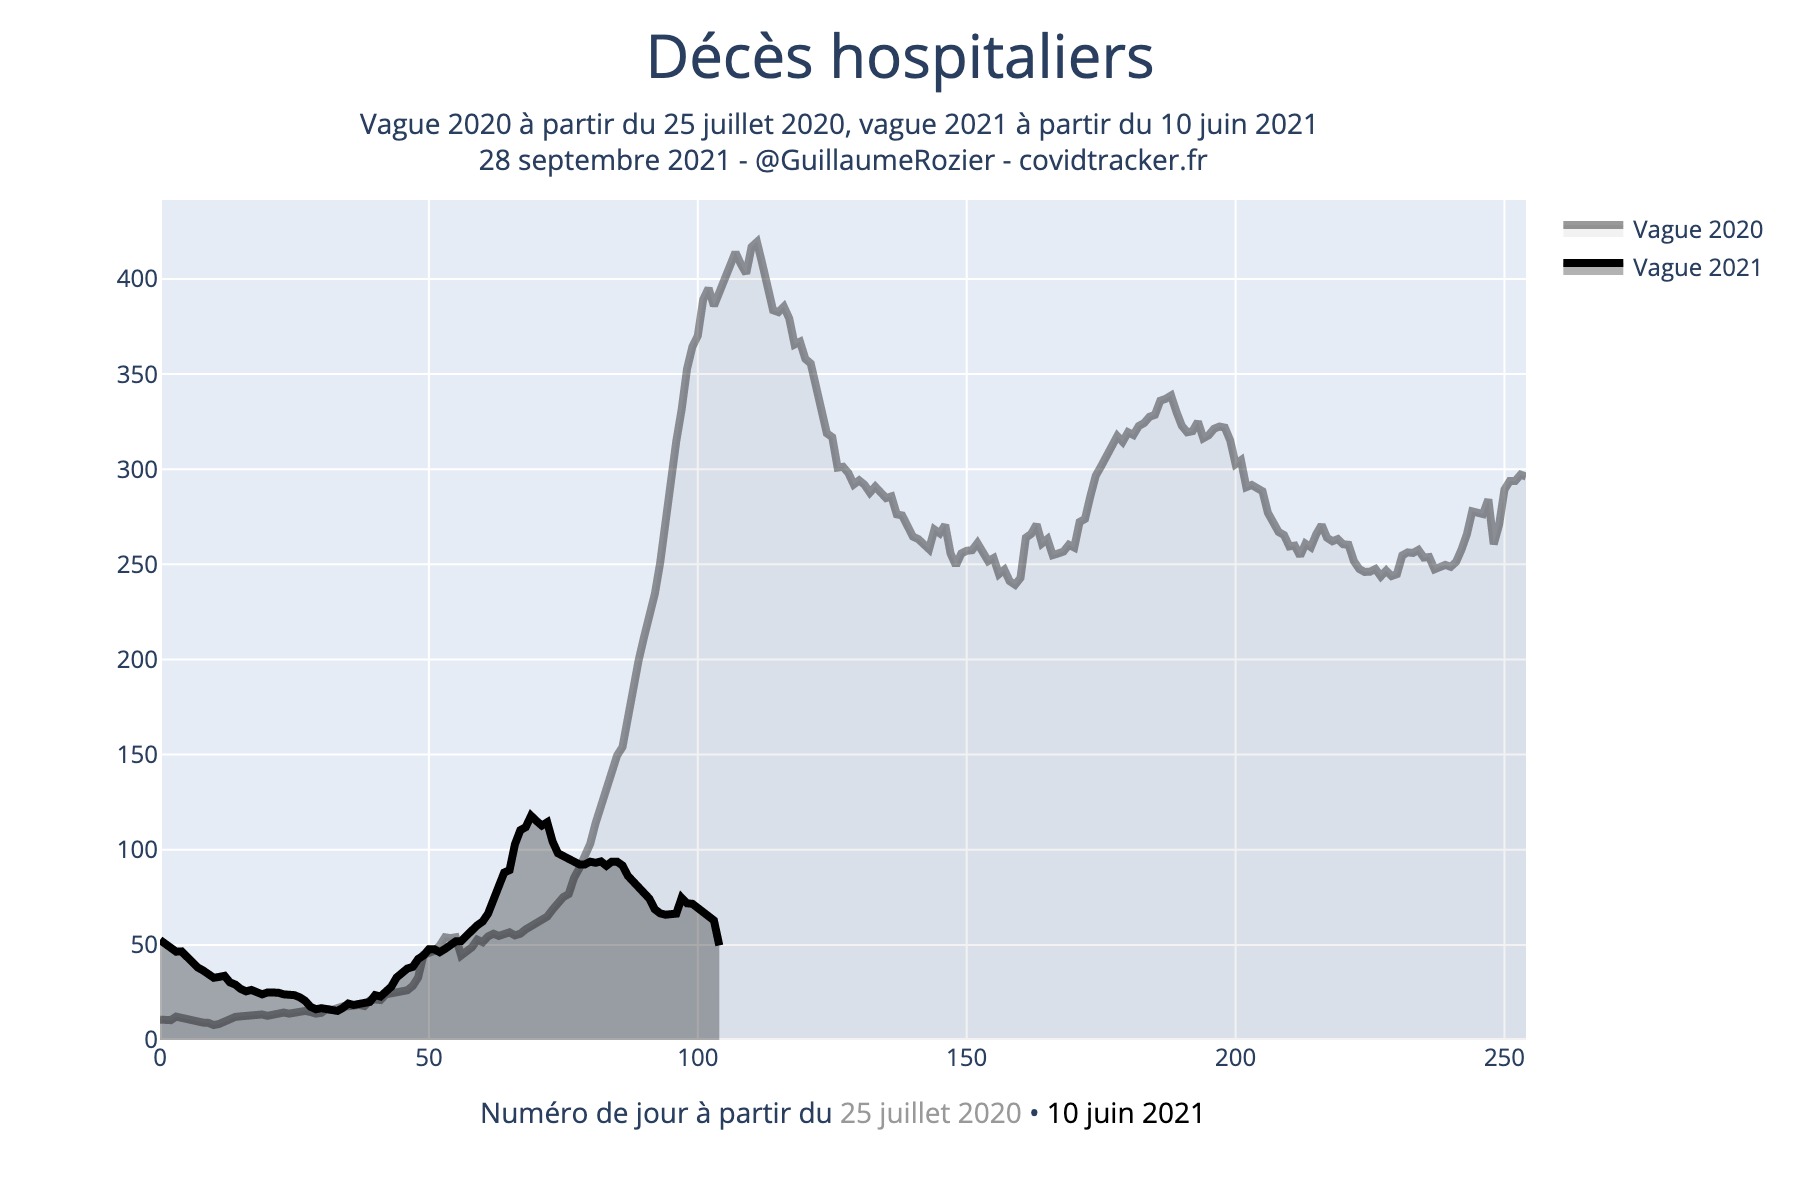 Décès hospitaliers
Vague 2020 à partir du 25 juillet 2020, vague 2021 à partir du 10 juin 2021
28 septembre 2021 - @GuillaumeRozier - covidtracker.fr
Vague 2020
Vague 2021
400
350
300
250
200
150
100
50
0
0 50 100 150 200 250
Numéro de jour à partir du 25 juillet 2020 • 10 juin 2021